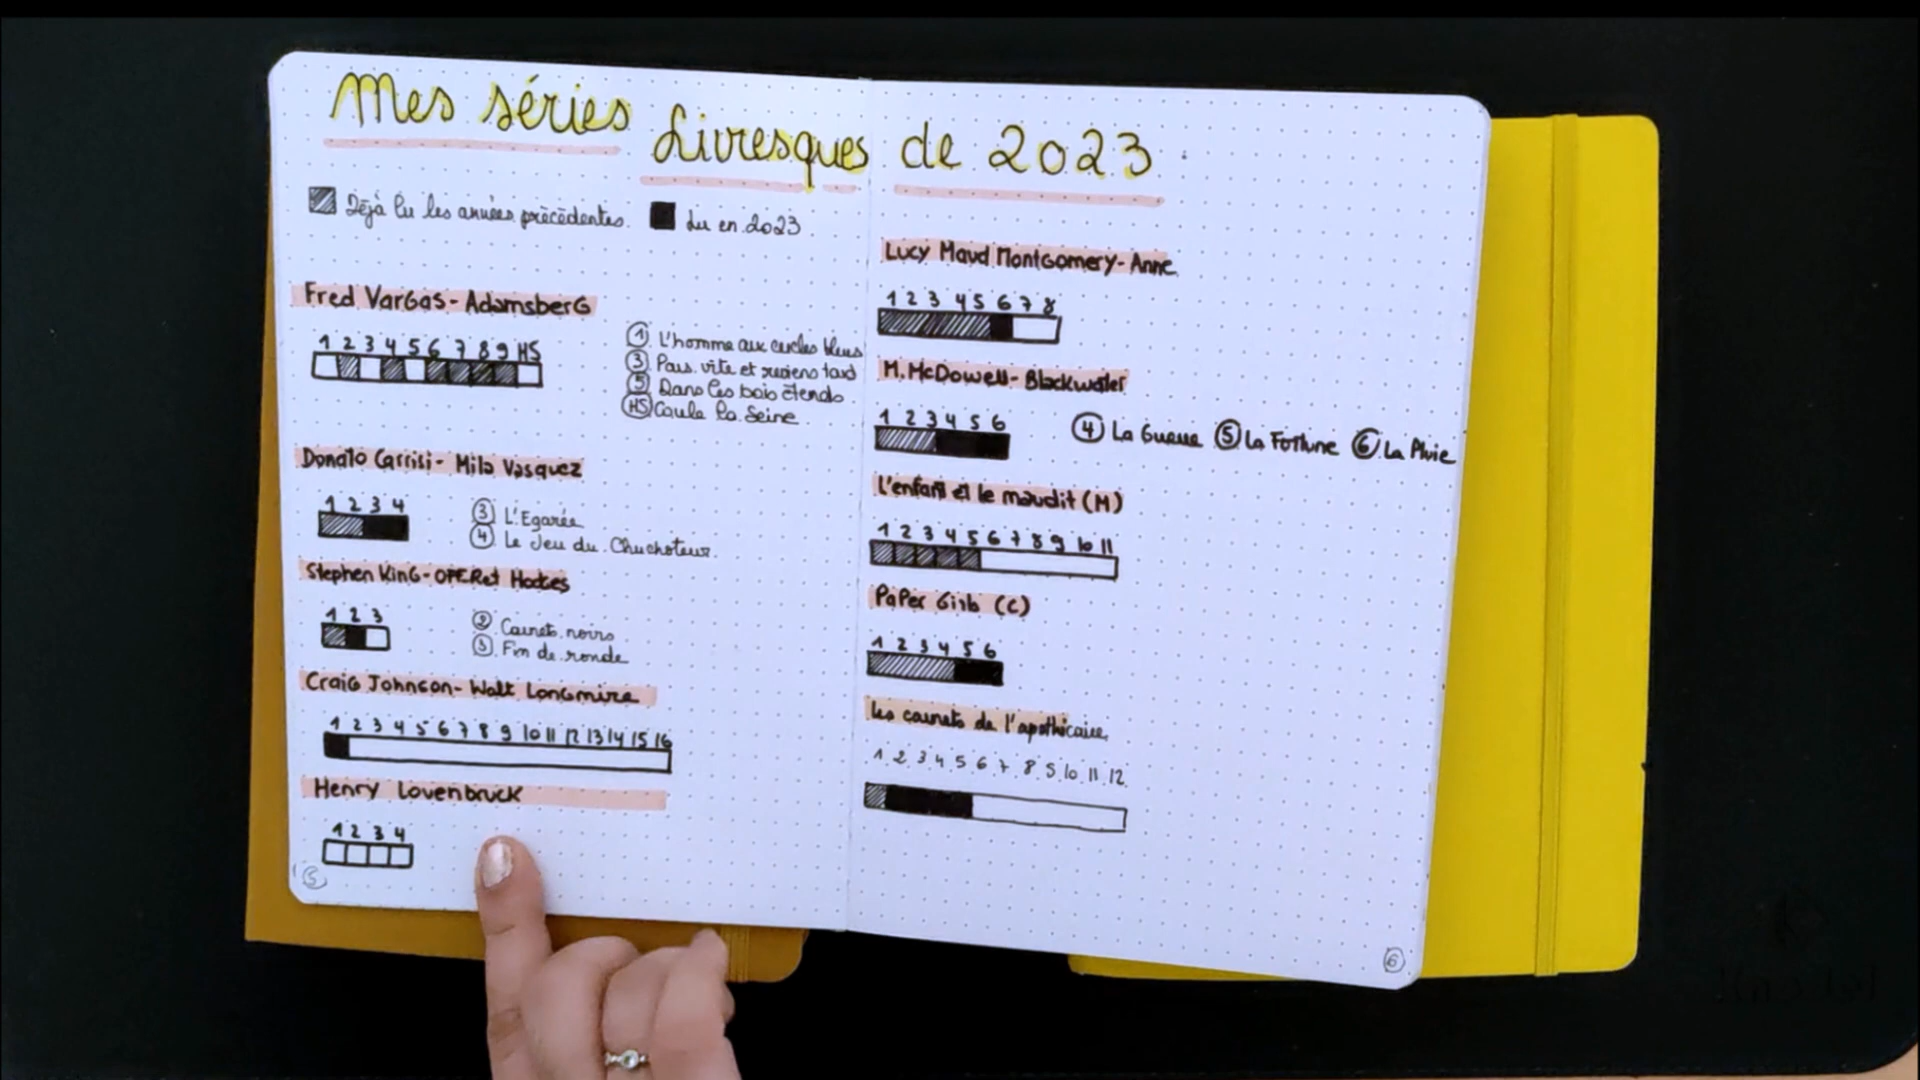 Mes séries Livresques de 2023
Déjà lu les années précédentes.
Lu en 2023
Fred Vargas - Adamsberg
1 2 3 4 5 6 7 8 9 HS
1 L'homme aux cercles bleus
3 Pars vite et reviens tard
5 Dans les bois étends
HS Coule la Seine
Donato Carrisi - Mila Vasquez
1 2 3 4
3 L'Egarée
4 Le Jeu du Chuchoteur.
Stephen King -
1 2 3
2 Carnets noirs
3 Fin de ronde
Craig Johnson - Walt Longmire
1 2 3 4 5 6 7 8 9 10 11 12 13 14 15 16
Henry Lovenbruck
1 2 3 4
5
Lucy Maud Montgomery - Anne
1 2 3 4 5 6 7 8
M. McDowell - Blackwater
1 2 3 4 5 6
4 La Guerre 5 La Fortune 6 La Pluie
L'enfant et le maudit (M)
1 2 3 4 5 6 7 8 9 10 11
Paper Girls (C)
1 2 3 4 5 6
Les carnets de l'apothicaire
1 2 3 4 5 6 7 8 9 10 11 12
6